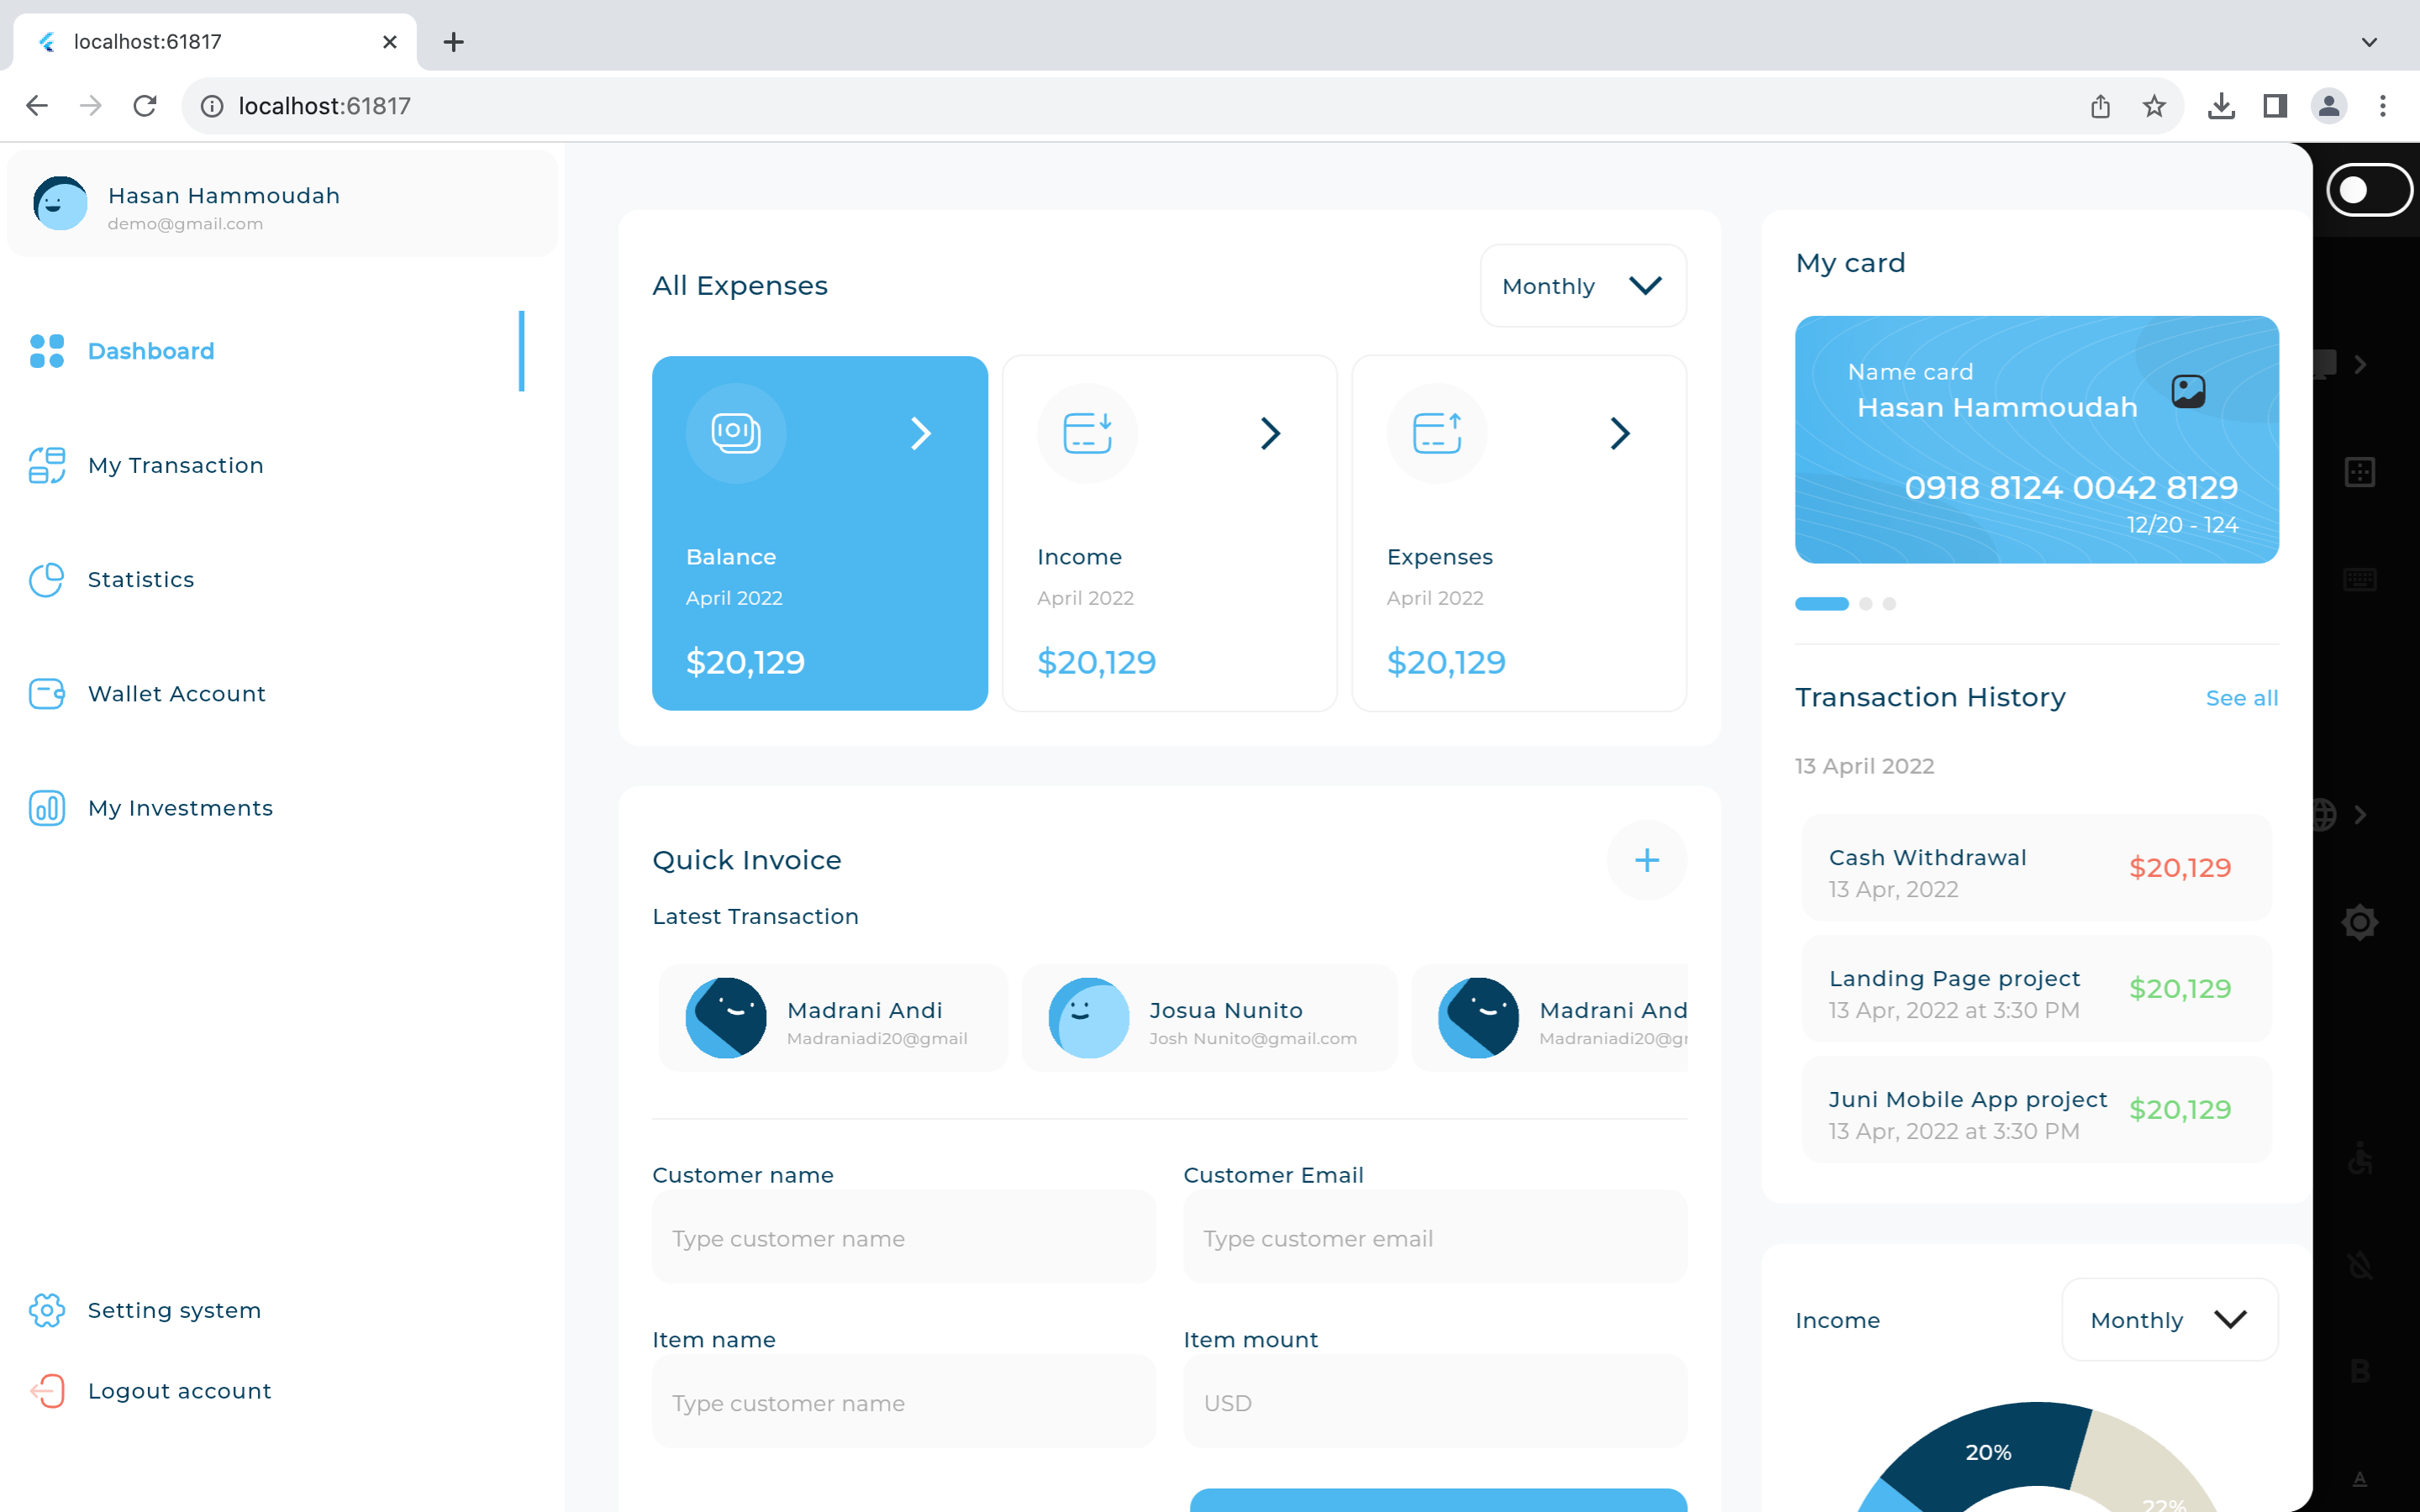 localhost:61817
localhost:61817
Hasan Hammoudah
demo@gmail.com
Dashboard
My Transaction
Statistics
Wallet Account
My Investments
Setting system
Logout account
All Expenses
Monthly
Balance
April 2022
$20,129
Income
April 2022
$20,129
Expenses
April 2022
$20,129
Quick Invoice
Latest Transaction
Madrani Andi
Madraniadi20@gmail
Josua Nunito
Josh Nunito@gmail.com
Madrani And
Madraniadi20@gr
Customer name
Type customer name
Customer Email
Type customer email
Item name
Type customer name
Item mount
USD
My card
Name card
Hasan Hammoudah
0918 8124 0042 8129
12/20 - 124
Transaction History
See all
13 April 2022
Cash Withdrawal
13 Apr, 2022
$20,129
Landing Page project
13 Apr, 2022 at 3:30 PM
$20,129
Juni Mobile App project
13 Apr, 2022 at 3:30 PM
$20,129
Income
Monthly
20%
22%
B
A